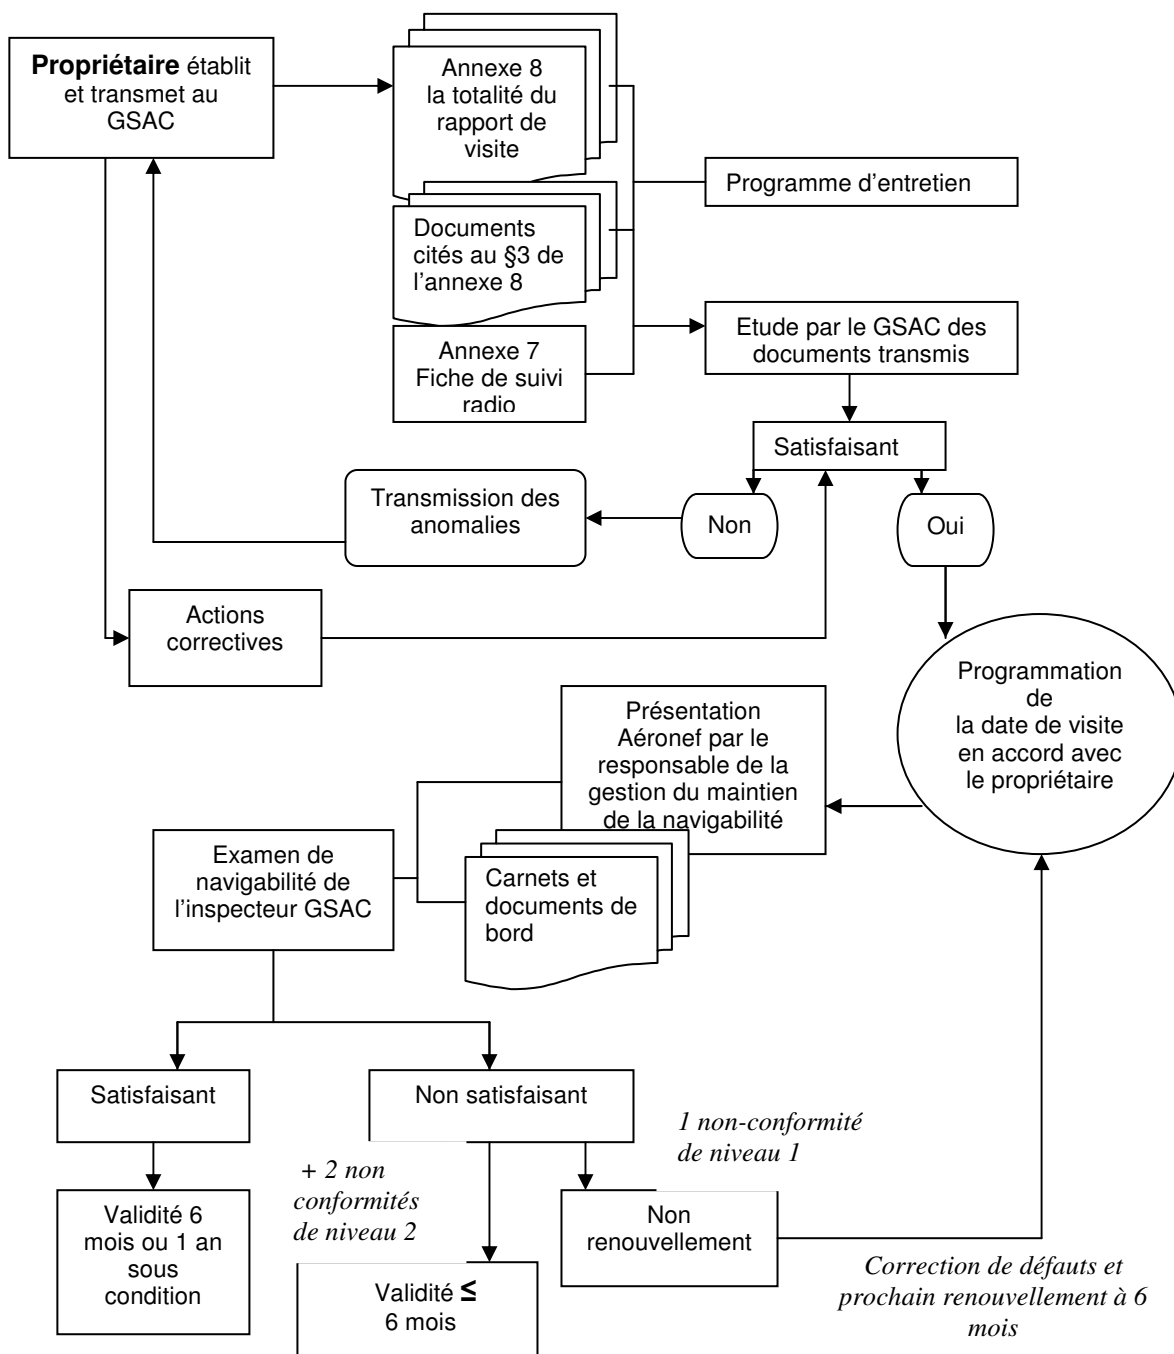 Propriétaire établit
et transmet au
GSAC
Annexe 8
la totalité du
rapport de
visite
Programme d'entretien
Documents
cités au §3 de
l'annexe 8
Annexe 7
Fiche de suivi
radio
Etude par le GSAC des
documents transmis
Satisfaisant
Transmission des
anomalies
Non
Oui
Actions
correctives
Programmation
de
la date de visite
en accord avec
le propriétaire
Présentation
Aéronef par le
responsable de la
gestion du maintien
de la navigabilité
Carnets et
documents de
bord
Examen de
navigabilité de
l'inspecteur GSAC
Satisfaisant
Non satisfaisant
1 non-conformité
de niveau 1
+ 2 non
conformités
de niveau 2
Validité 6
mois ou 1 an
sous
condition
Non
renouvellement
Validité ≤
6 mois
Correction de défauts et
prochain renouvellement à 6
mois